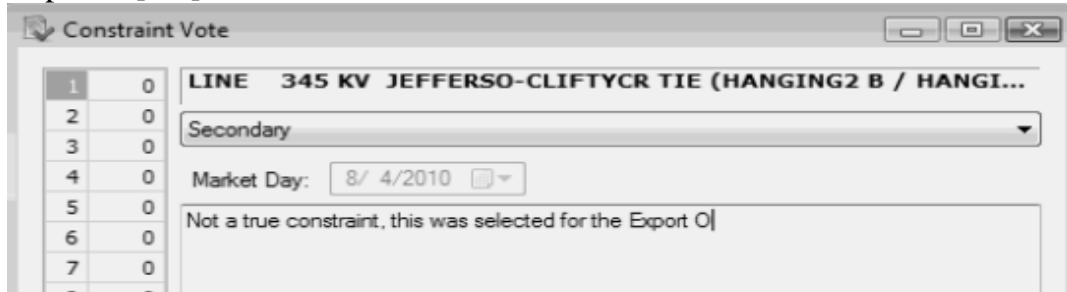 Constraint Vote
LINE 345 KV JEFFERSO-CLIFTYCR TIE (HANGING2 B / HANGI...
1 0
2 0
3 0
4 0
5 0
6 0
7 0
Secondary
Market Day: 8/ 4/2010
Not a true constraint, this was selected for the Export O